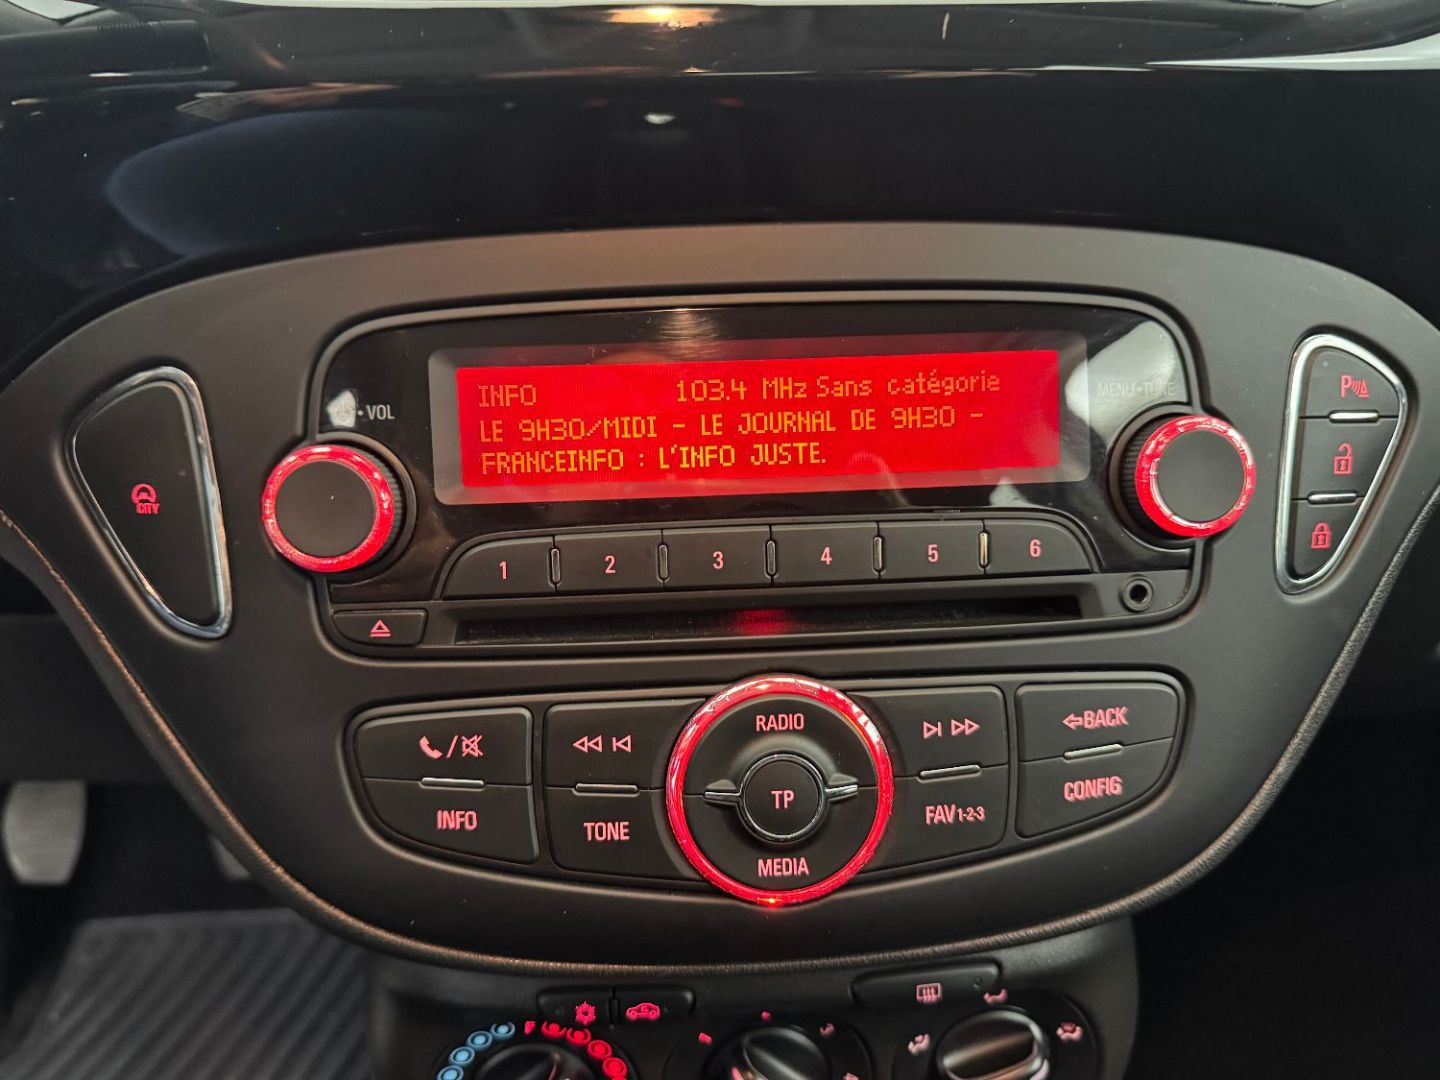 INFO 103.4 MHz Sans catégorie
LE 9H30/MIDI - LE JOURNAL DE 9H30 -
FRANCEINFO : L'INFO JUSTE.
VOL
MENU-TUNE
CITY
P
1 2 3 4 5 6
RADIO
BACK
TP
INFO
TONE
FAV1-2-3
CONFIG
MEDIA